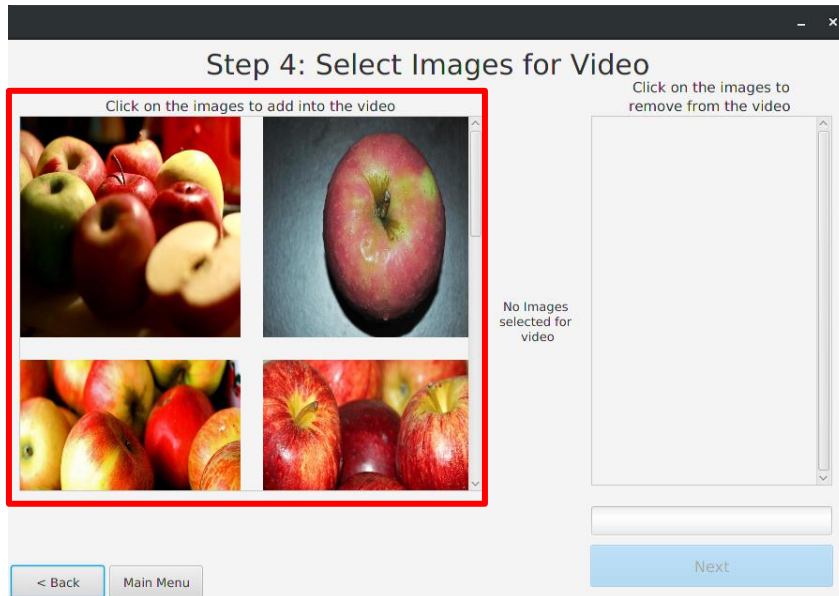 Step 4: Select Images for Video
Click on the images to add into the video
Click on the images to
remove from the video
No Images
selected for
video
< Back
Main Menu
Next